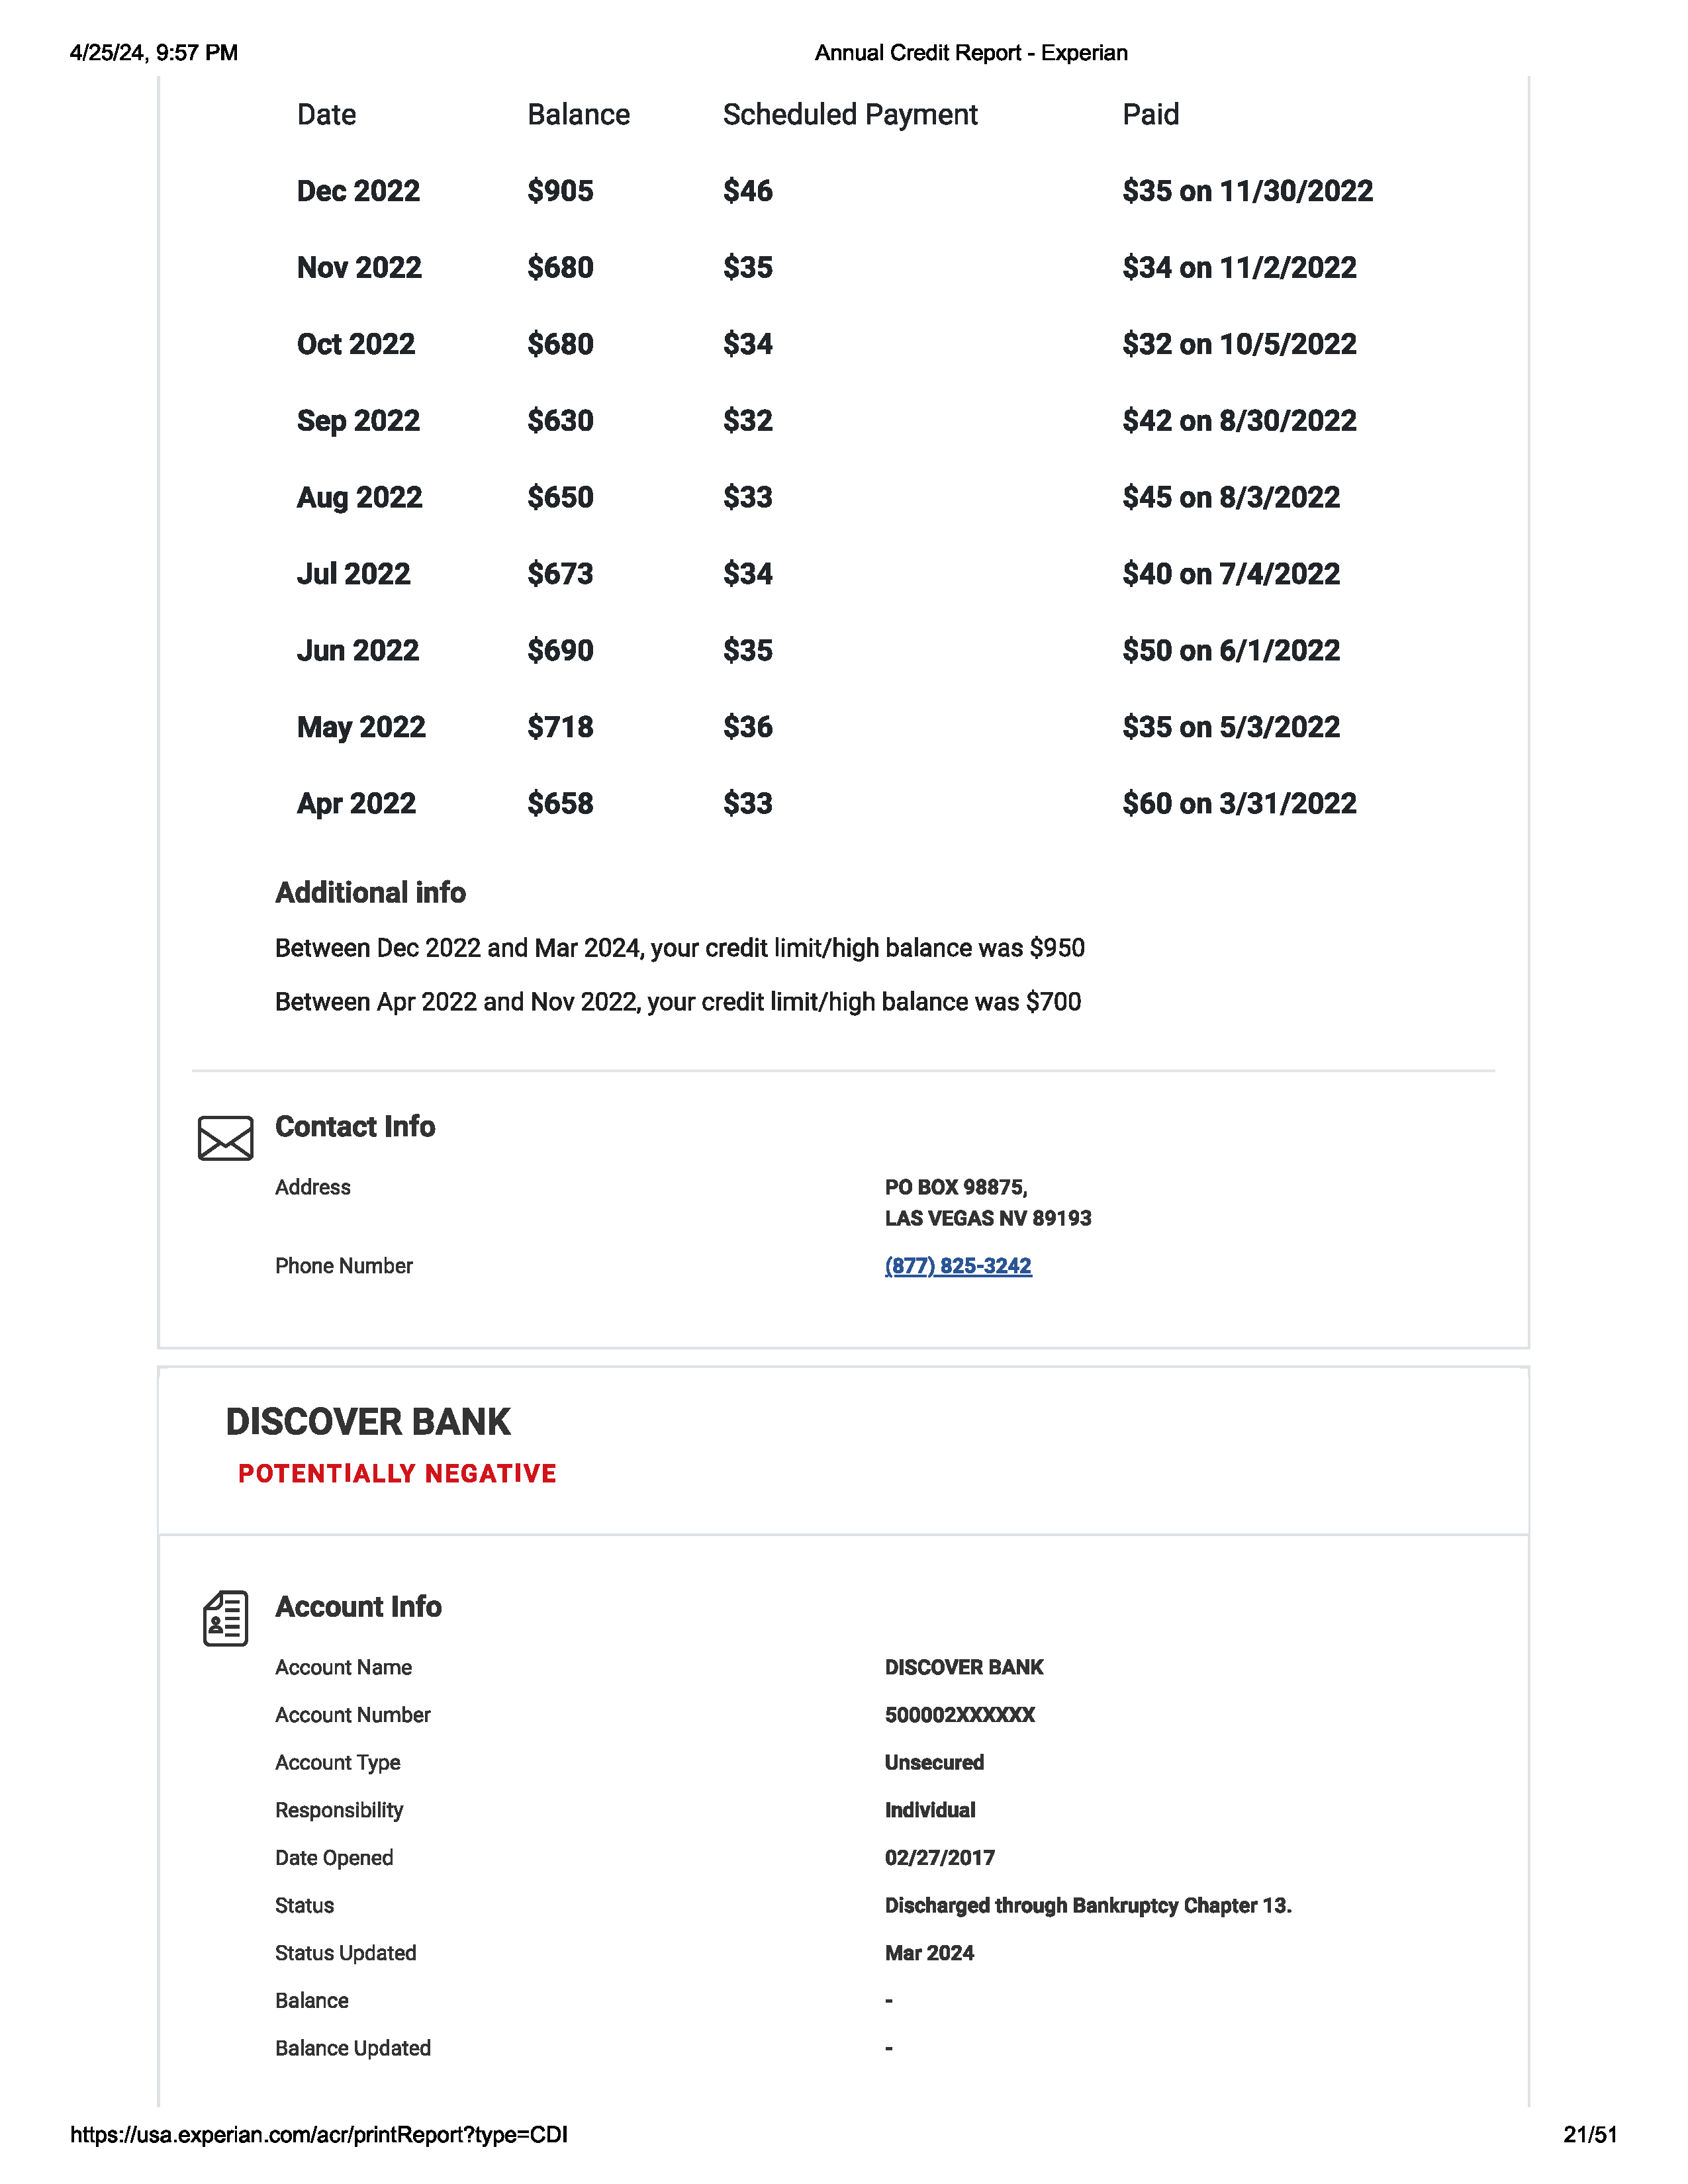 4/25/24, 9:57 PM Annual Credit Report - Experian
Date Balance Scheduled Payment Paid
Dec 2022 $905 $46 $35 on 11/30/2022
Nov 2022 $680 $35 $34 on 11/2/2022
Oct 2022 $680 $34 $32 on 10/5/2022
Sep 2022 $630 $32 $42 on 8/30/2022
Aug 2022 $650 $33 $45 on 8/3/2022
Jul 2022 $673 $34 $40 on 7/4/2022
Jun 2022 $690 $35 $50 on 6/1/2022
May 2022 $718 $36 $35 on 5/3/2022
Apr 2022 $658 $33 $60 on 3/31/2022
Additional info
Between Dec 2022 and Mar 2024, your credit limit/high balance was $950
Between Apr 2022 and Nov 2022, your credit limit/high balance was $700
Contact Info
Address PO BOX 98875,
LAS VEGAS NV 89193
Phone Number (877) 825-3242
DISCOVER BANK
POTENTIALLY NEGATIVE
Account Info
Account Name DISCOVER BANK
Account Number 500002XXXXXX
Account Type Unsecured
Responsibility Individual
Date Opened 02/27/2017
Status Discharged through Bankruptcy Chapter 13.
Status Updated Mar 2024
Balance -
Balance Updated -
https://usa.experian.com/acr/printReport?type=CDI 21/51